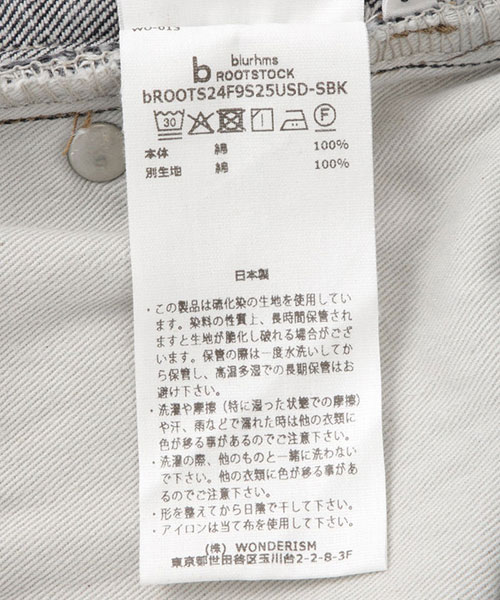 WO-013
b blurhms
ROOTSTOCK
bROOTS24F9S25USD-SBK
30 F
本体 綿 100%
別生地 綿 100%
日本製
・この製品は硫化染の生地を使用してい
ます。染料の性質上、長時間保管され
ますと生地が脆化し破れる場合がござ
います。保管の際は一度水洗いしてか
ら保管し、高温多湿での長期保管はお
避け下さい。
・洗濯や摩擦（特に湿った状態での摩擦）
や汗、雨などで濡れた時は他の衣類に
色が移る事があるのでご注意下さい。
・洗濯の際、他のものと一緒に洗わない
で下さい。他の衣類に色が移る事があ
るのでご注意下さい。
・形を整えてから日陰で干して下さい。
・アイロンは当て布を使用して下さい。
(株) WONDERISM
東京都世田谷区玉川台2-2-8-3F